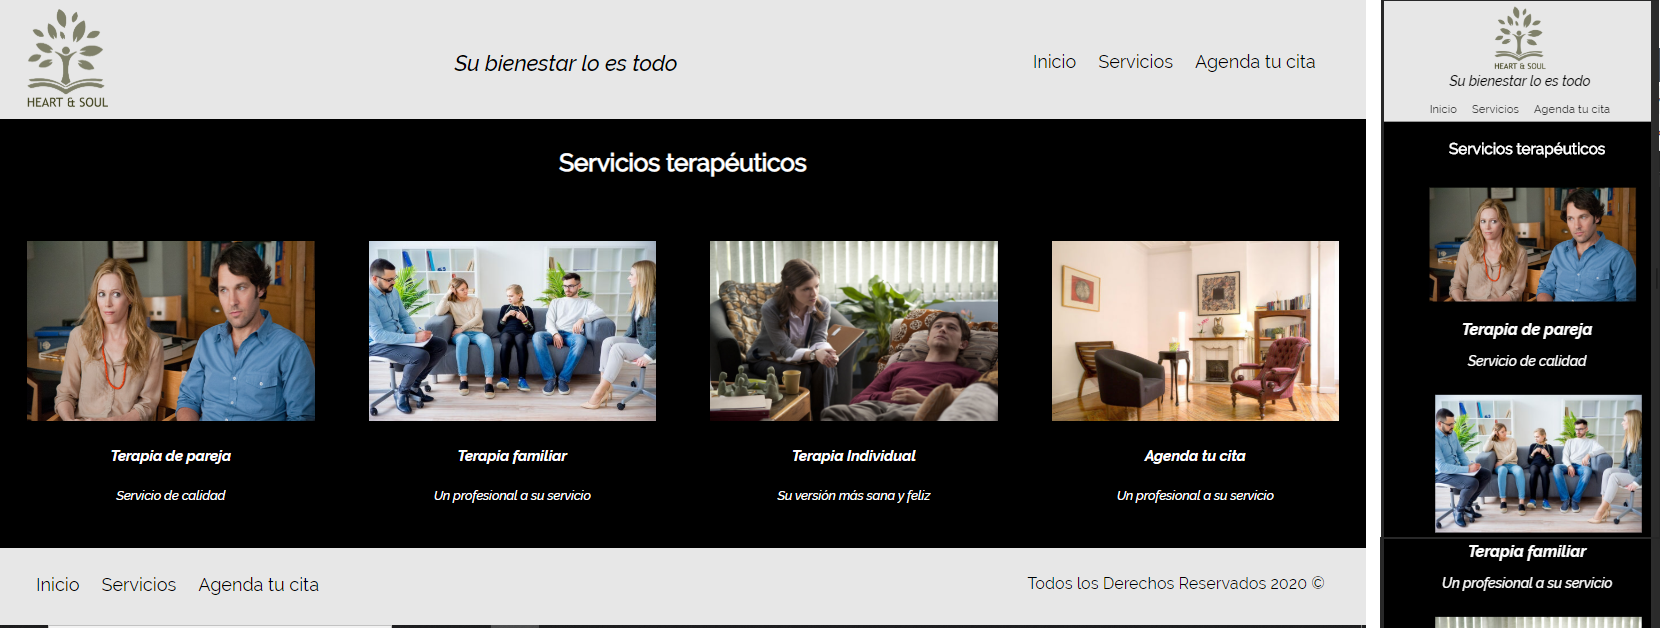 HEART & SOUL
Su bienestar lo es todo
Inicio Servicios Agenda tu cita
Servicios terapéuticos
Terapia de pareja
Servicio de calidad
Terapia familiar
Un profesional a su servicio
Terapia Individual
Su versión más sana y feliz
Agenda tu cita
Un profesional a su servicio
Inicio Servicios Agenda tu cita
Todos los Derechos Reservados 2020 ©
HEART & SOUL
Su bienestar lo es todo
Inicio Servicios Agenda tu cita
Servicios terapéuticos
Terapia de pareja
Servicio de calidad
Terapia familiar
Un profesional a su servicio